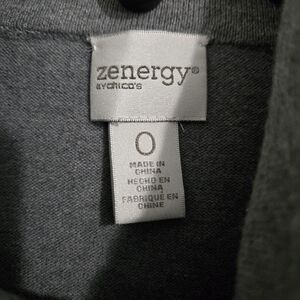 zenergy®
BY CHICO'S
0
MADE IN
CHINA
HECHO EN
CHINA
FABRIQUE EN
CHINE